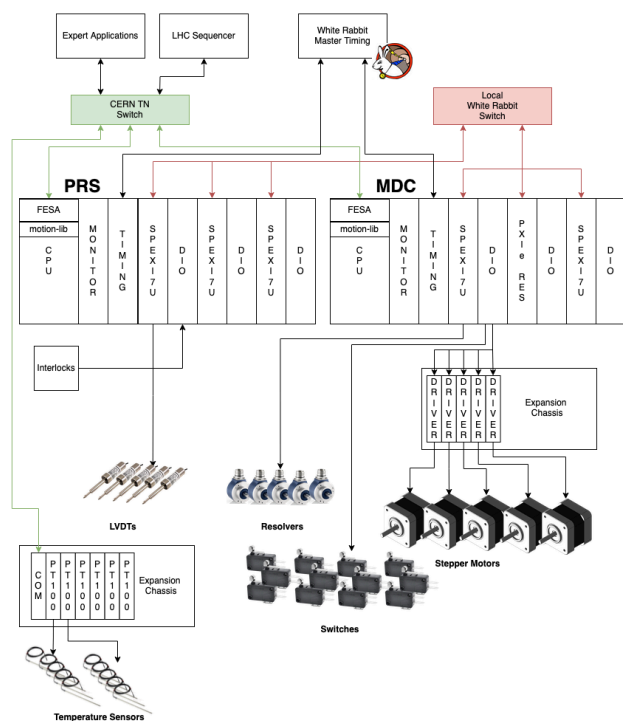 Expert Applications
LHC Sequencer
White Rabbit
Master Timing
CERN TN
Switch
Local
White Rabbit
Switch
PRS
MDC
FESA
motion-lib
CPU
MONITOR
TIMING
SPEXI7U
DIO
SPEXI7U
DIO
SPEXI7U
DIO
FESA
motion-lib
CPU
MONITOR
TIMING
SPEXI7U
DIO
PXIe RES
DIO
SPEXI7U
DIO
Interlocks
DRIVER
DRIVER
DRIVER
DRIVER
DRIVER
Expansion
Chassis
LVDTs
Resolvers
Stepper Motors
Switches
COM
PT100
PT100
PT100
PT100
PT100
PT100
Expansion
Chassis
Temperature Sensors